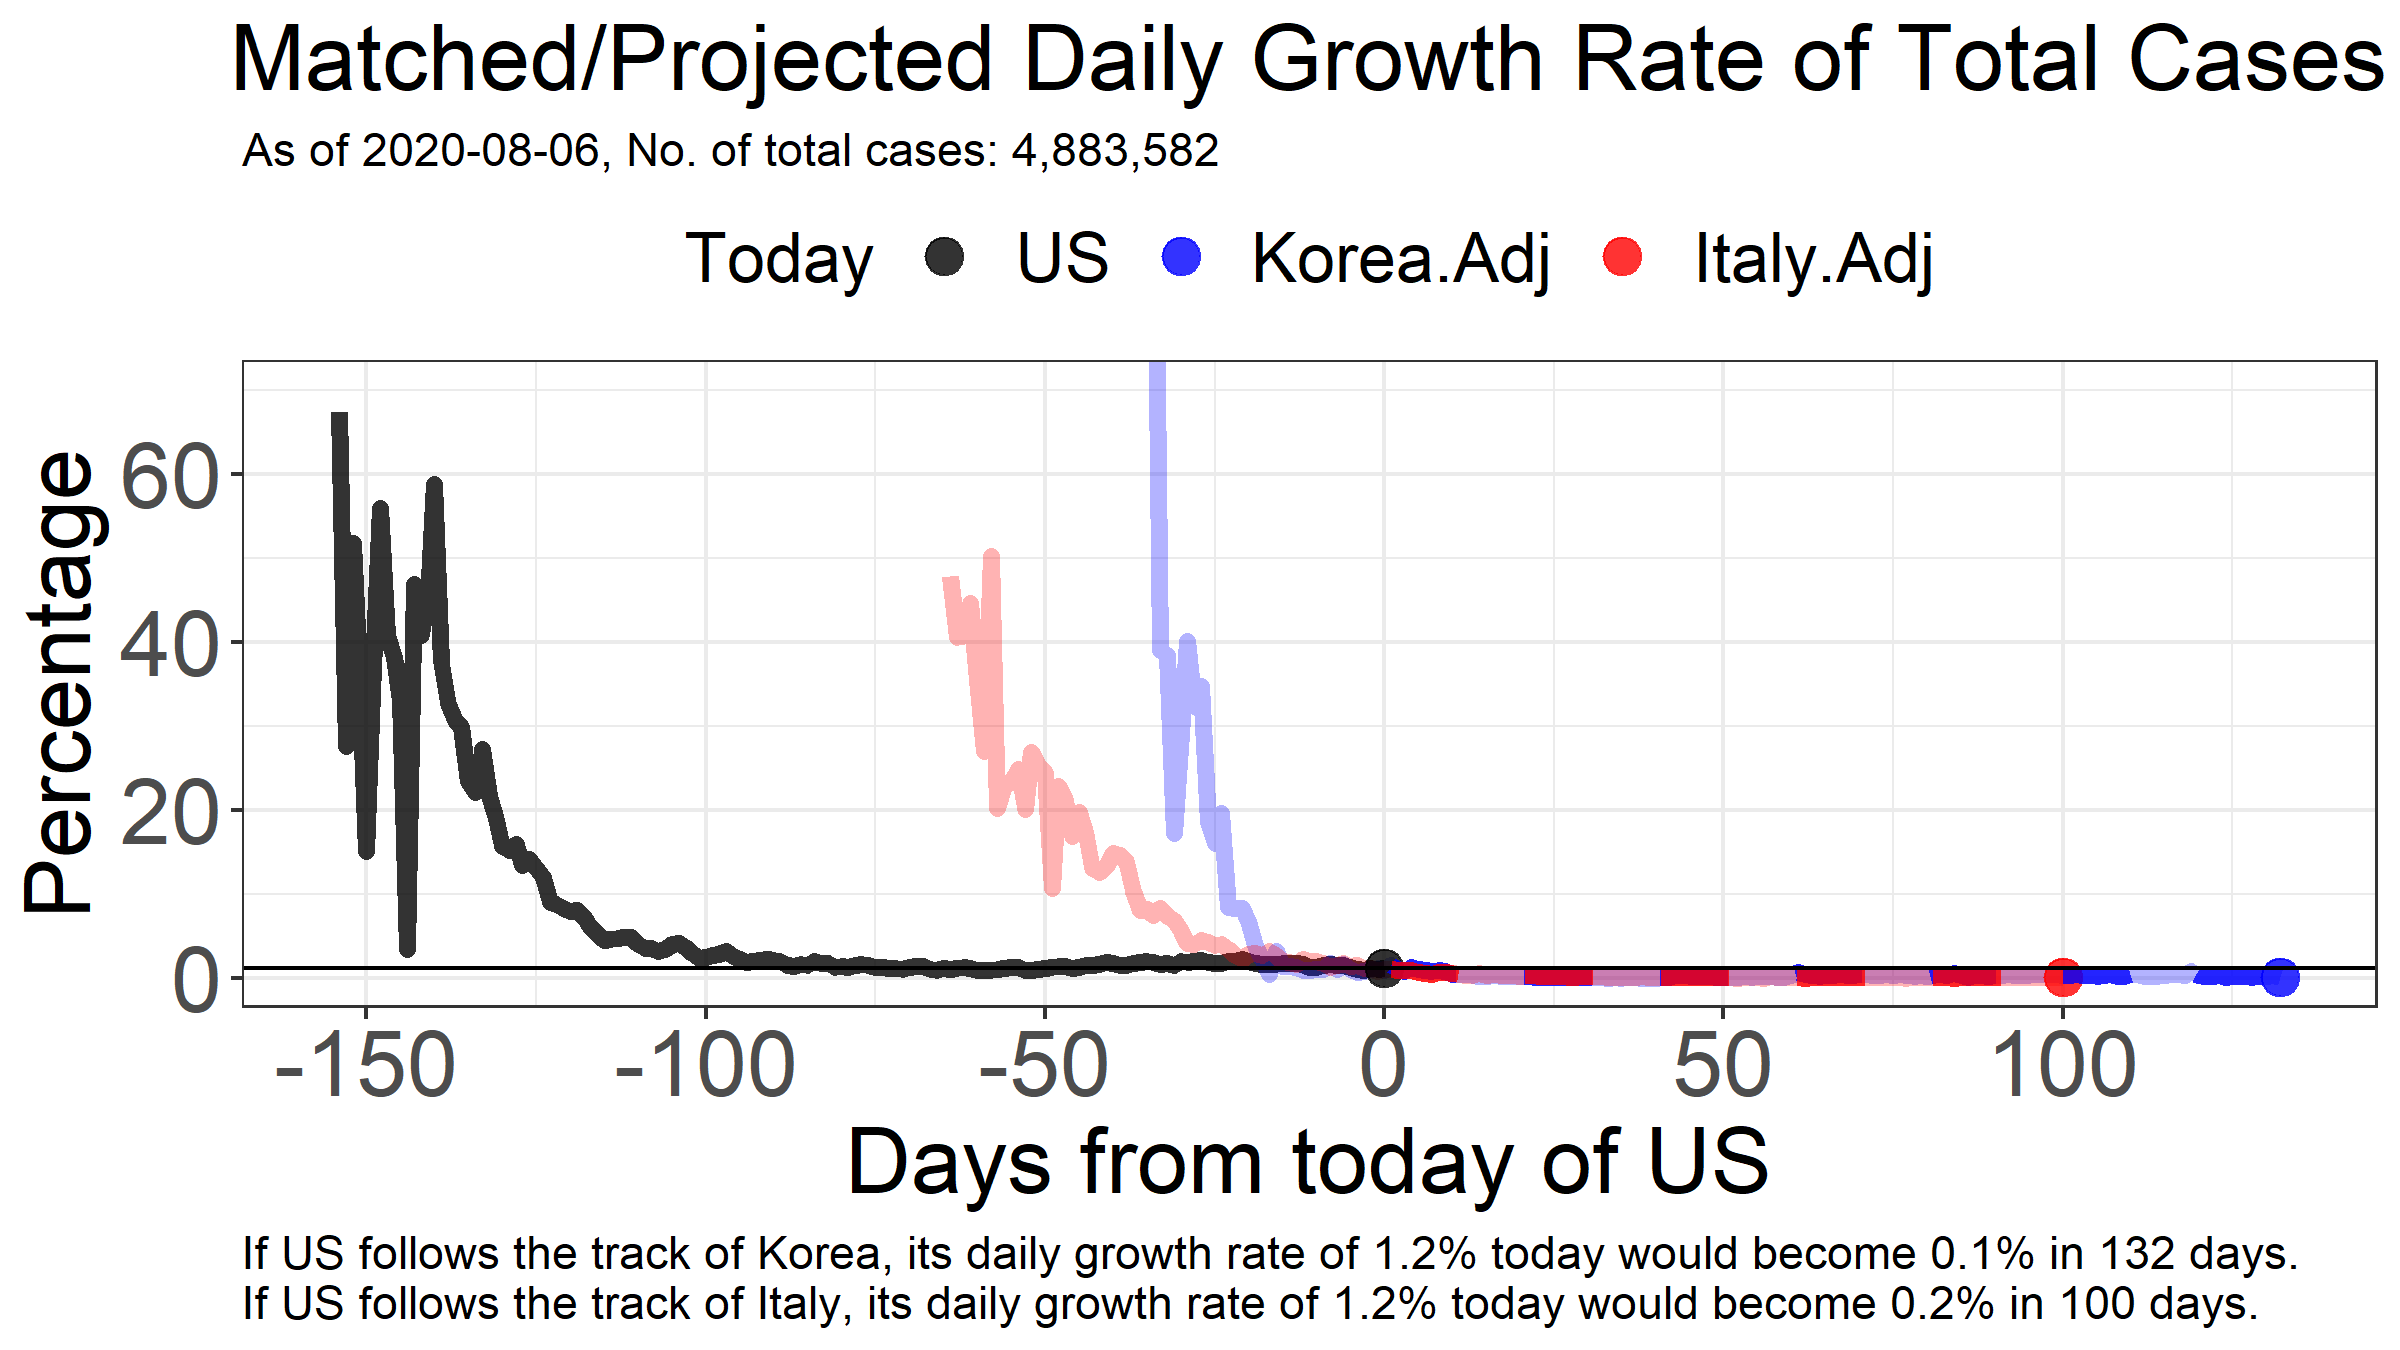 Matched/Projected Daily Growth Rate of Total Cases
As of 2020-08-06, No. of total cases: 4,883,582
Today US Korea.Adj Italy.Adj
Percentage
60
40
20
0
-150 -100 -50 0 50 100
Days from today of US
If US follows the track of Korea, its daily growth rate of 1.2% today would become 0.1% in 132 days.
If US follows the track of Italy, its daily growth rate of 1.2% today would become 0.2% in 100 days.